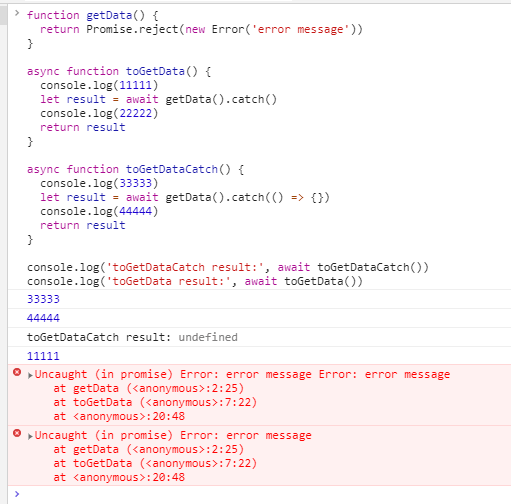 function getData() {
  return Promise.reject(new Error('error message'))
}

async function toGetData() {
  console.log(11111)
  let result = await getData().catch()
  console.log(22222)
  return result
}

async function toGetDataCatch() {
  console.log(33333)
  let result = await getData().catch(() => {})
  console.log(44444)
  return result
}

console.log('toGetDataCatch result:', await toGetDataCatch())
console.log('toGetData result:', await toGetData())
33333
44444
toGetDataCatch result: undefined
11111
Uncaught (in promise) Error: error message Error: error message
    at getData (<anonymous>:2:25)
    at toGetData (<anonymous>:7:22)
    at <anonymous>:20:48
Uncaught (in promise) Error: error message
    at getData (<anonymous>:2:25)
    at toGetData (<anonymous>:7:22)
    at <anonymous>:20:48